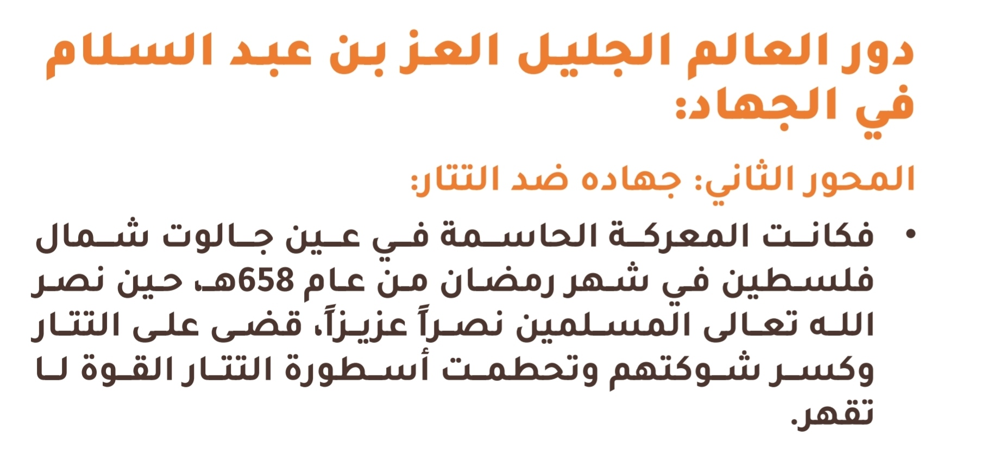 دور العالم الجليل العز بن عبد السلام
في الجهاد:
المحور الثاني: جهاده ضد التتار:
• فكانت المعركة الحاسمة في عين جالوت شمال
فلسطين في شهر رمضان من عام 658هـ، حين نصر
الله تعالى المسلمين نصراً عزيزاً، قضى على التتار
وكسر شوكتهم وتحطمت أسطورة التتار القوة لا
تقهر.